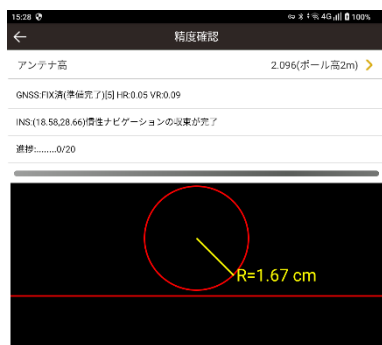 15:28 4G 100%
精度確認
アンテナ高 2.096(ポール高2m)
GNSS:FIX済(準備完了)[5] HR:0.05 VR:0.09
INS:(18.58,28.66)慣性ナビゲーションの収束が完了
進捗:........0/20
R=1.67 cm